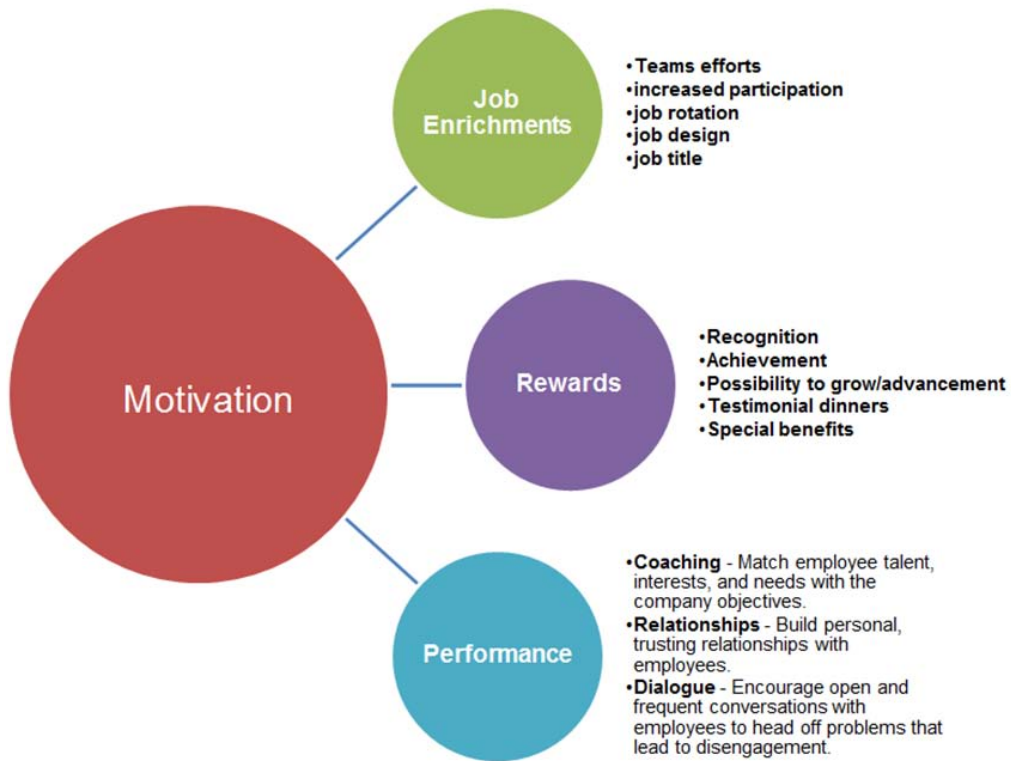 Job
Enrichments
•Teams efforts
•increased participation
•job rotation
•job design
•job title
Motivation
Rewards
•Recognition
•Achievement
•Possibility to grow/advancement
•Testimonial dinners
•Special benefits
Performance
•Coaching - Match employee talent,
interests, and needs with the
company objectives.
•Relationships - Build personal,
trusting relationships with
employees.
•Dialogue - Encourage open and
frequent conversations with
employees to head off problems that
lead to disengagement.